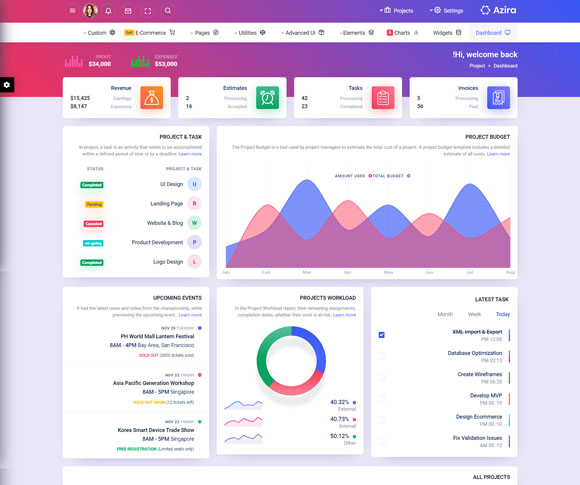 Projects
Settings
Azira
Custom
Hot
E-Commerce
Pages
Utilities
Advanced UI
Elements
5
Charts
Widgets
Dashboard
PROFIT
$34,000
EXPENSES
$53,000
!Hi, welcome back
Project
Dashboard
Revenue
$15,425 Earnings
$8,147 Expensive
Estimates
2 Processing
16 Accepted
Tasks
42 Processing
23 Completed
Invoices
5 Processing
56 Paid
PROJECT & TASK
In project, a task is an activity that needs to be accomplished
within a defined period of time or by a deadline. Learn more
STATUS PROJECT & TASK
Completed UI Design U
Pending Landing Page R
Canceled Website & Blog W
on-going Product Development P
Completed Logo Design L
PROJECT BUDGET
The Project Budget is a tool used by project managers to estimate the total cost of a project. A project budget template includes a detailed
estimate of all costs. Learn more
AMOUNT USED TOTAL BUDGET
Jan Feb Mar Apr May Jun Jul Aug
UPCOMING EVENTS
It had the latest news and notes from the championship, while
previewing the upcoming event. Learn more
NOV 20 TUESDAY
PH World Mall Lantern Festival
8AM - 4PM Bay Area, San Francisco
SOLD OUT (3000 tickets sold)
NOV 23 FRIDAY
Asia Pacific Generation Workshop
8AM - 5PM Singapore
SOLD OUT SOON (12 tickets left)
NOV 23 FRIDAY
Korea Smart Device Trade Show
8AM - 5PM Singapore
FREE REGISTRATION (Limited seats only)
PROJECTS WORKLOAD
In the Project Workload report, their remaining assignments,
completion dates, whether their work is at risk. Learn more
40.32%
External
40.73%
Internal
50.12%
Other
LATEST TASK
Month Week Today
XML Import & Export
PM 12:00
Database Optimization
PM 02:13
Create Wireframes
PM 06:20
Develop MVP
PM 00: 10
Design Ecommerce
PM 00: 10
Fix Validation Issues
AM 00: 12
ALL PROJECTS